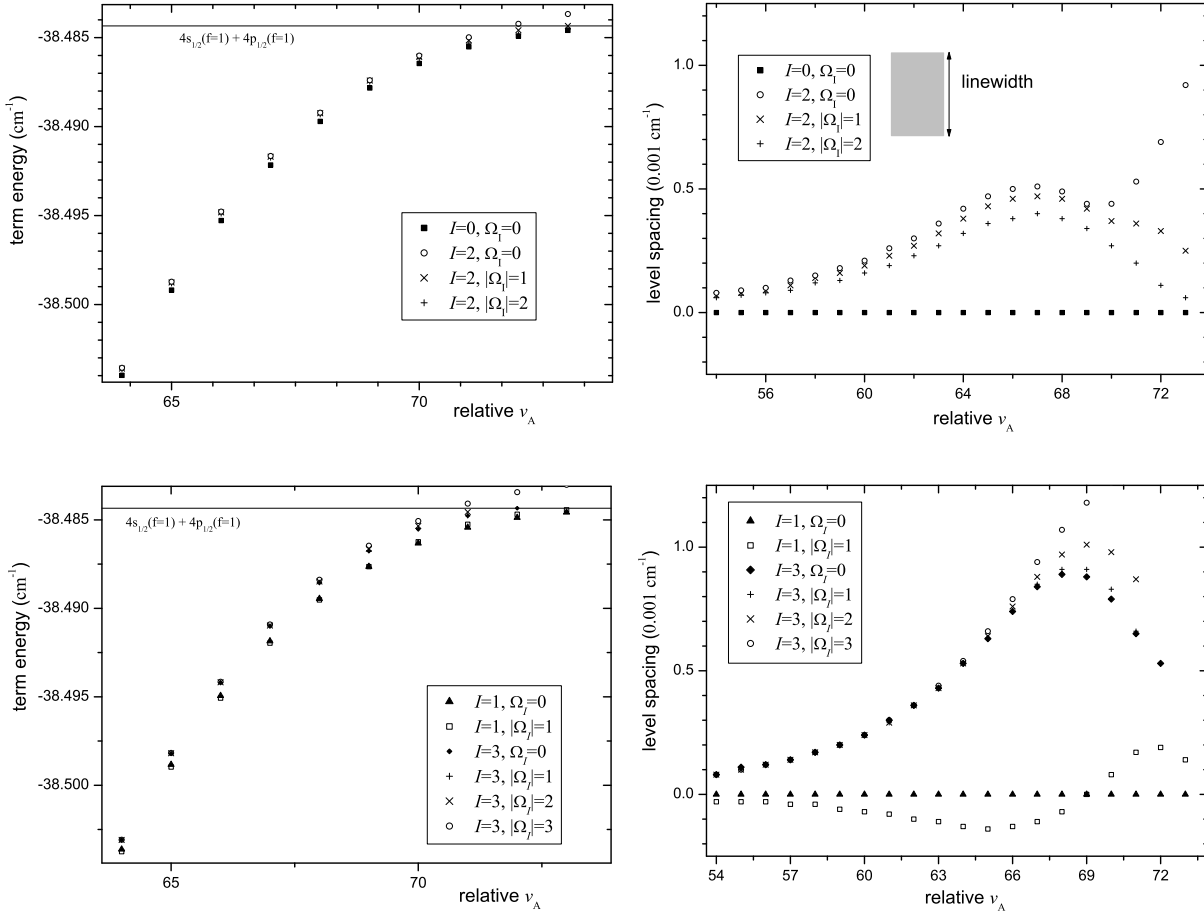 -38.485
-38.490
-38.495
-38.500
term energy (cm⁻¹)
4s₁/₂(f=1) + 4p₁/₂(f=1)
I=0, Ω_I=0
I=2, Ω_I=0
I=2, |Ω_I|=1
I=2, |Ω_I|=2
65 70
relative v_A
1.0
0.5
0.0
level spacing (0.001 cm⁻¹)
I=0, Ω_I=0
I=2, Ω_I=0
I=2, |Ω_I|=1
I=2, |Ω_I|=2
linewidth
56 60 64 68 72
relative v_A
-38.485
-38.490
-38.495
-38.500
term energy (cm⁻¹)
4s₁/₂(f=1) + 4p₁/₂(f=1)
I=1, Ω_I=0
I=1, |Ω_I|=1
I=3, Ω_I=0
I=3, |Ω_I|=1
I=3, |Ω_I|=2
I=3, |Ω_I|=3
65 70
relative v_A
1.0
0.5
0.0
level spacing (0.001 cm⁻¹)
I=1, Ω_I=0
I=1, |Ω_I|=1
I=3, Ω_I=0
I=3, |Ω_I|=1
I=3, |Ω_I|=2
I=3, |Ω_I|=3
54 57 60 63 66 69 72
relative v_A